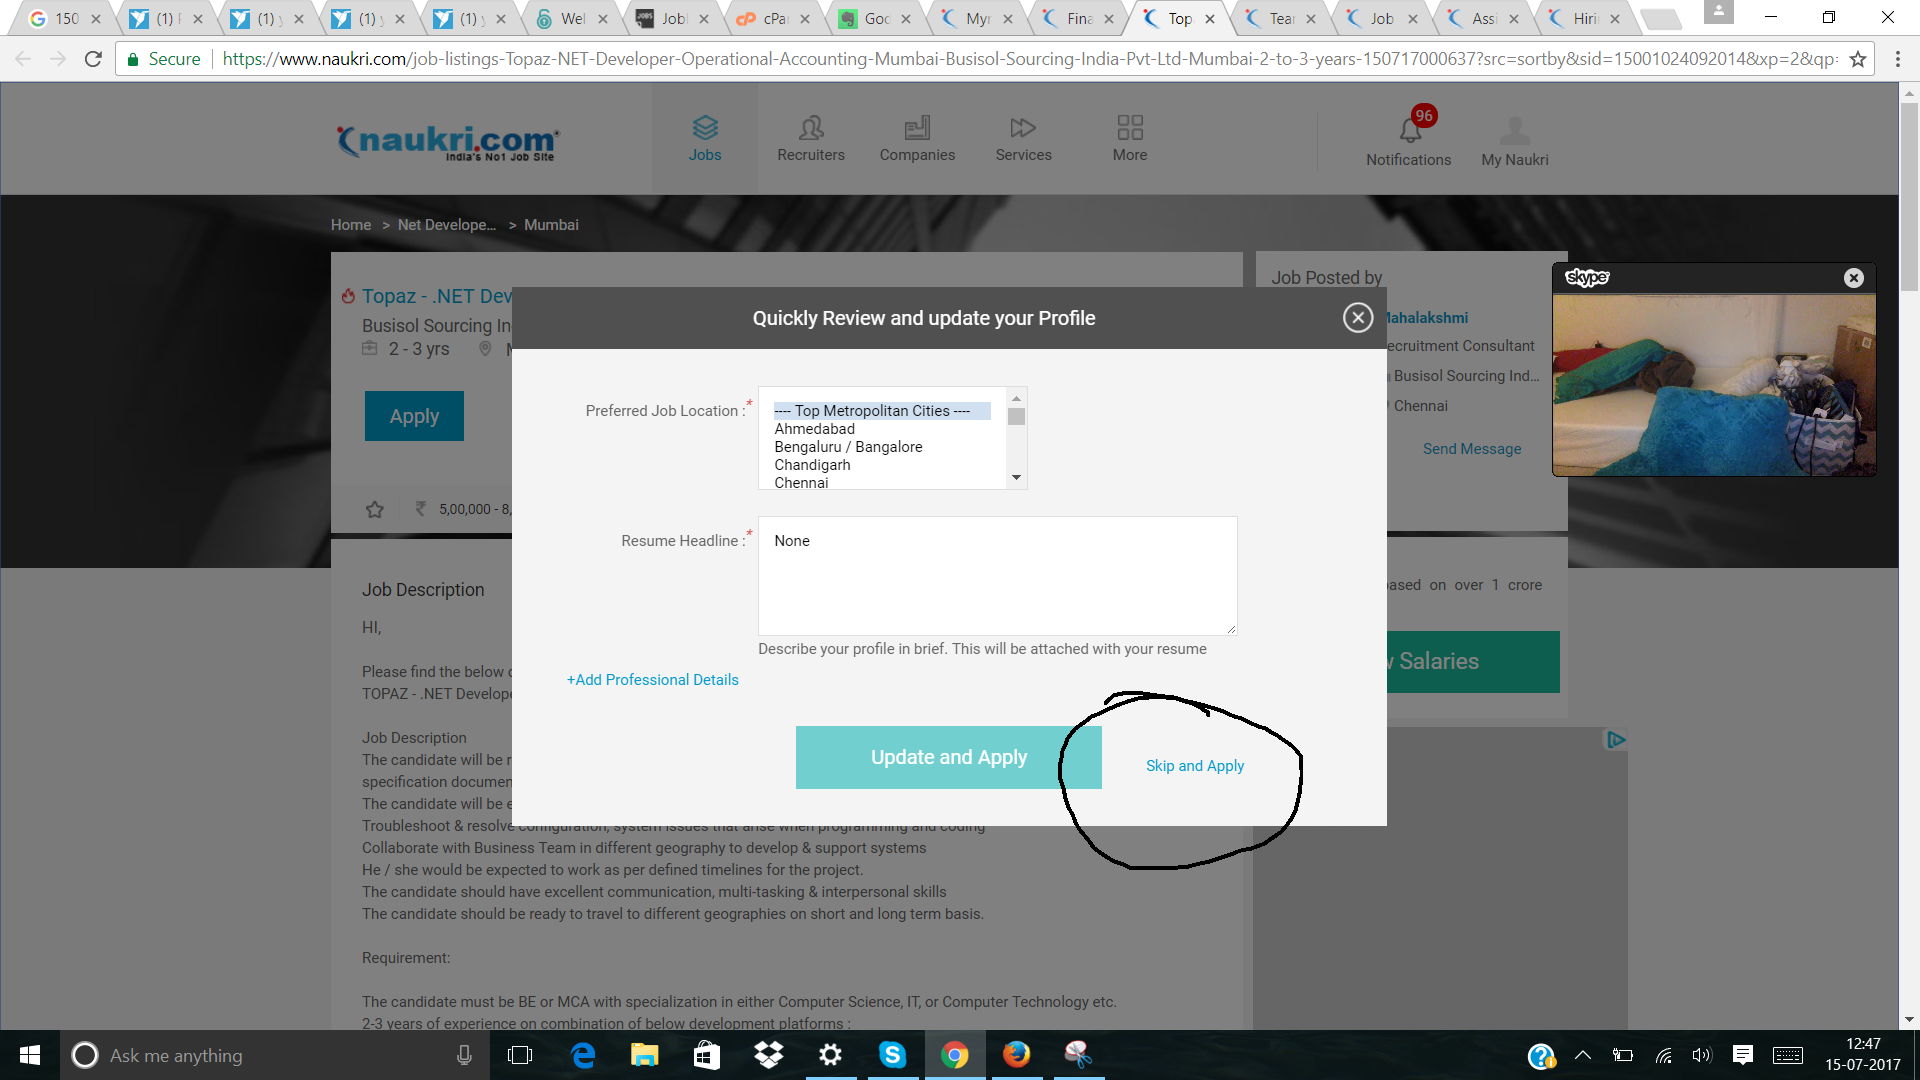 150
(1) F
(1) y
(1) y
(1) y
Wel
Jobl
cPan
Goo
Myn
Fina
Top
Tear
Job
Assi
Hirin
Secure
https://www.naukri.com/job-listings-Topaz-NET-Developer-Operational-Accounting-Mumbai-Busisol-Sourcing-India-Pvt-Ltd-Mumbai-2-to-3-years-150717000637?src=sortby&sid=15001024092014&xp=2&qp=
naukri.com
India's No1 Job Site
Jobs
Recruiters
Companies
Services
More
96
Notifications
My Naukri
Home > Net Develope... > Mumbai
Topaz - .NET Dev
Busisol Sourcing In
2 - 3 yrs
Apply
5,00,000 - 8,
Job Posted by
Mahalakshmi
ecruitment Consultant
Busisol Sourcing Ind...
Chennai
Send Message
skype
Quickly Review and update your Profile
Preferred Job Location :*
---- Top Metropolitan Cities ----
Ahmedabad
Bengaluru / Bangalore
Chandigarh
Chennai
Resume Headline :*
None
Describe your profile in brief. This will be attached with your resume
+Add Professional Details
Update and Apply
Skip and Apply
based on over 1 crore
w Salaries
Job Description
HI,
Please find the below
TOPAZ - .NET Develope
Job Description
The candidate will be r
specification documen
The candidate will be e
Troubleshoot & resolve configuration, system issues that arise when programming and coding
Collaborate with Business Team in different geography to develop & support systems
He / she would be expected to work as per defined timelines for the project.
The candidate should have excellent communication, multi-tasking & interpersonal skills
The candidate should be ready to travel to different geographies on short and long term basis.
Requirement:
The candidate must be BE or MCA with specialization in either Computer Science, IT, or Computer Technology etc.
2-3 years of experience on combination of below development platforms :
Ask me anything
12:47
15-07-2017